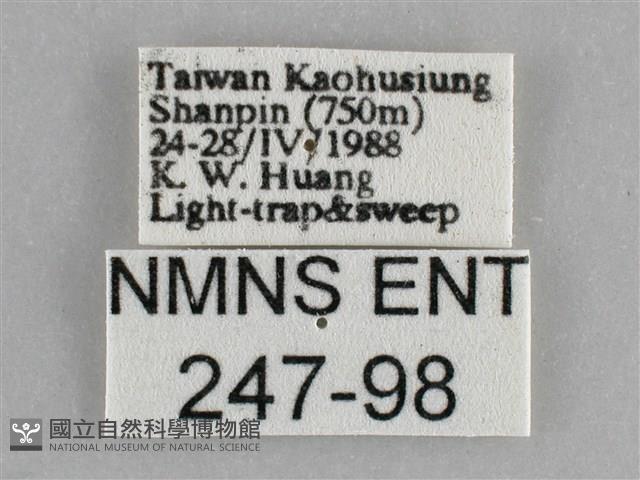 Taiwan Kaohusiung
Shanpin (750m)
24-28/IV/1988
K. W. Huang
Light-trap&sweep
NMNS ENT
247-98
國立自然科學博物館
NATIONAL MUSEUM OF NATURAL SCIENCE